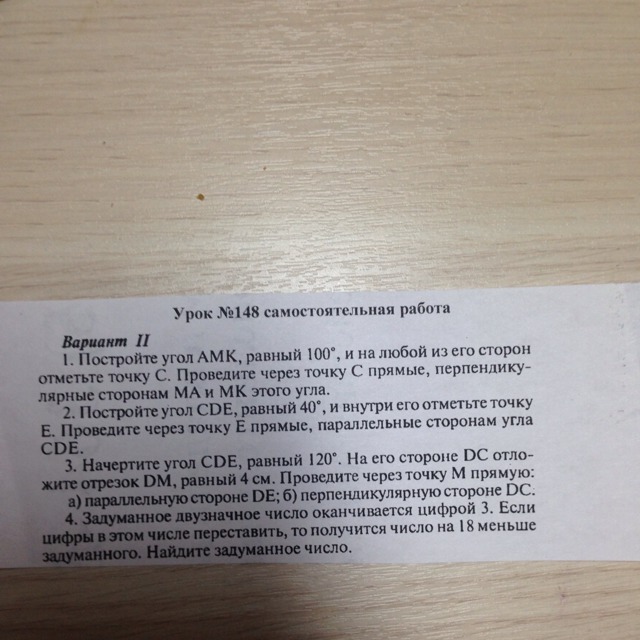 Урок №148 самостоятельная работа
Вариант II
1. Постройте угол АМК, равный 100°, и на любой из его сторон
отметьте точку С. Проведите через точку С прямые, перпендику-
лярные сторонам МА и МК этого угла.
2. Постройте угол CDE, равный 40°, и внутри его отметьте точку
Е. Проведите через точку Е прямые, параллельные сторонам угла
CDE.
3. Начертите угол CDE, равный 120°. На его стороне DC отло-
жите отрезок DM, равный 4 см. Проведите через точку М прямую:
а) параллельную стороне DE; б) перпендикулярную стороне DC.
4. Задуманное двузначное число оканчивается цифрой 3. Если
цифры в этом числе переставить, то получится число на 18 меньше
задуманного. Найдите задуманное число.